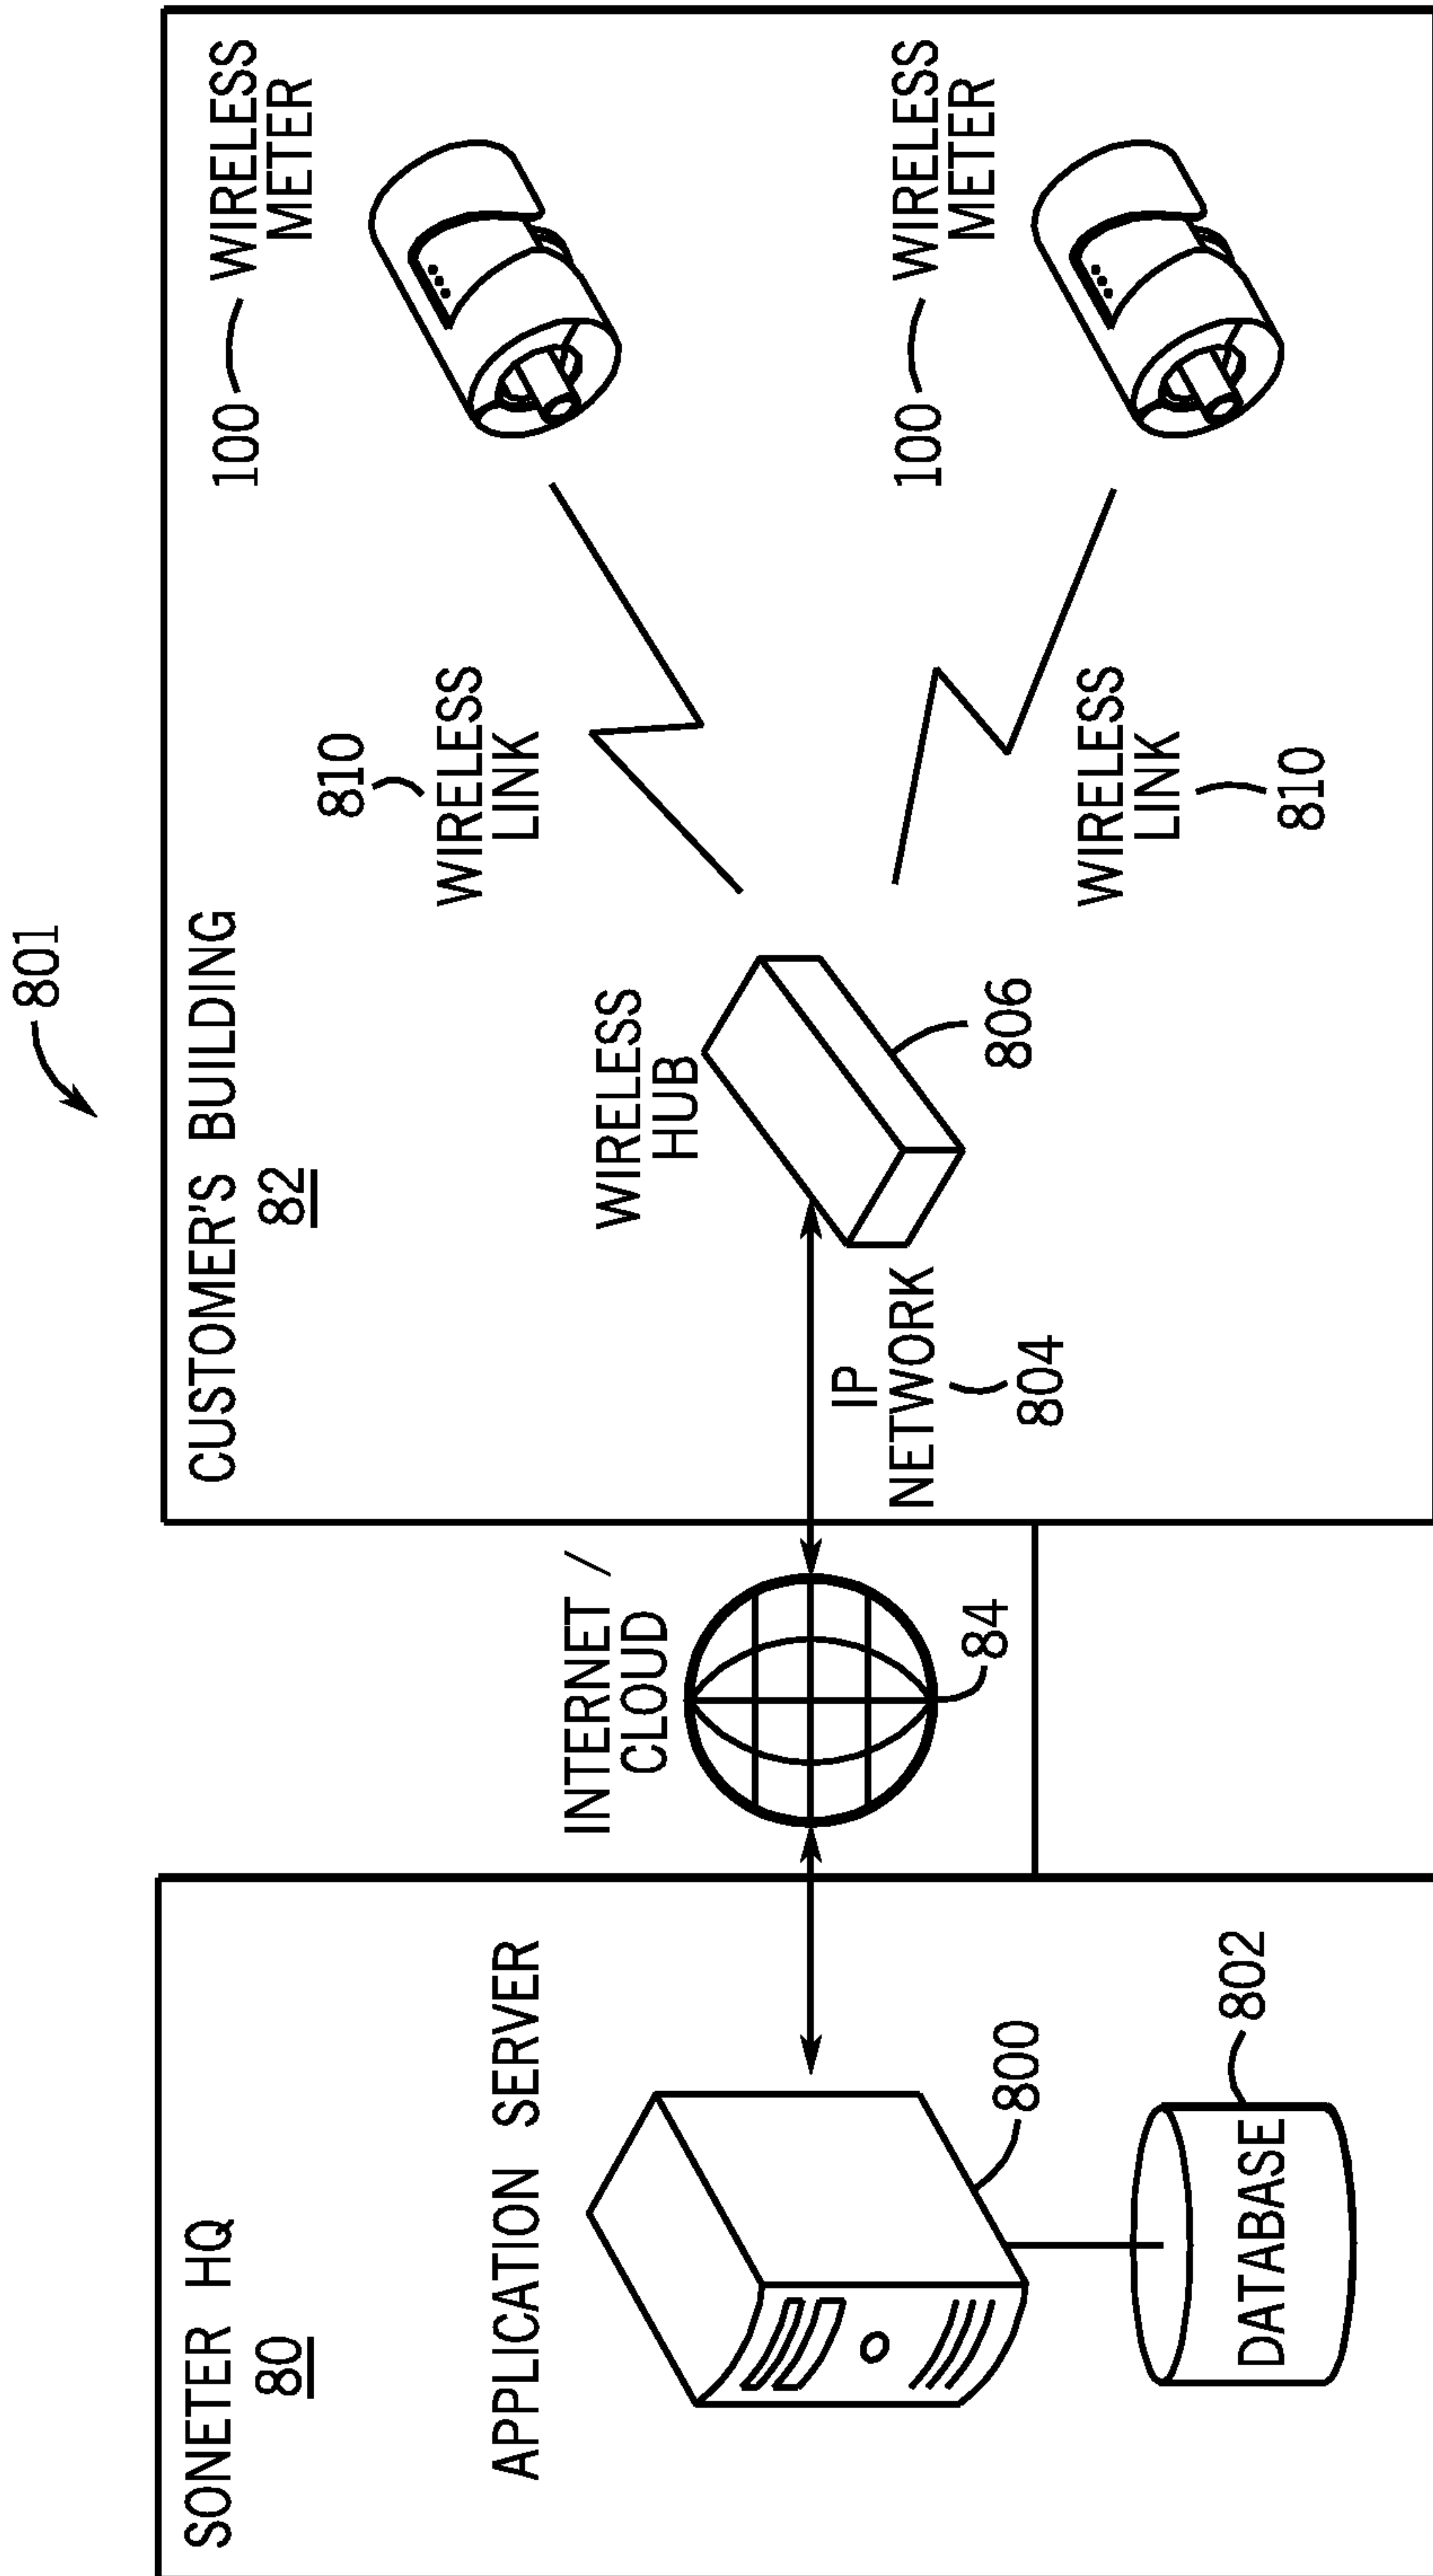 801
SONETER HQ
80
APPLICATION SERVER
800
802
DATABASE
INTERNET /
CLOUD
84
CUSTOMER'S BUILDING
82
IP
NETWORK
804
WIRELESS
HUB
806
810
WIRELESS
LINK
WIRELESS
LINK
810
100
WIRELESS
METER
100
WIRELESS
METER